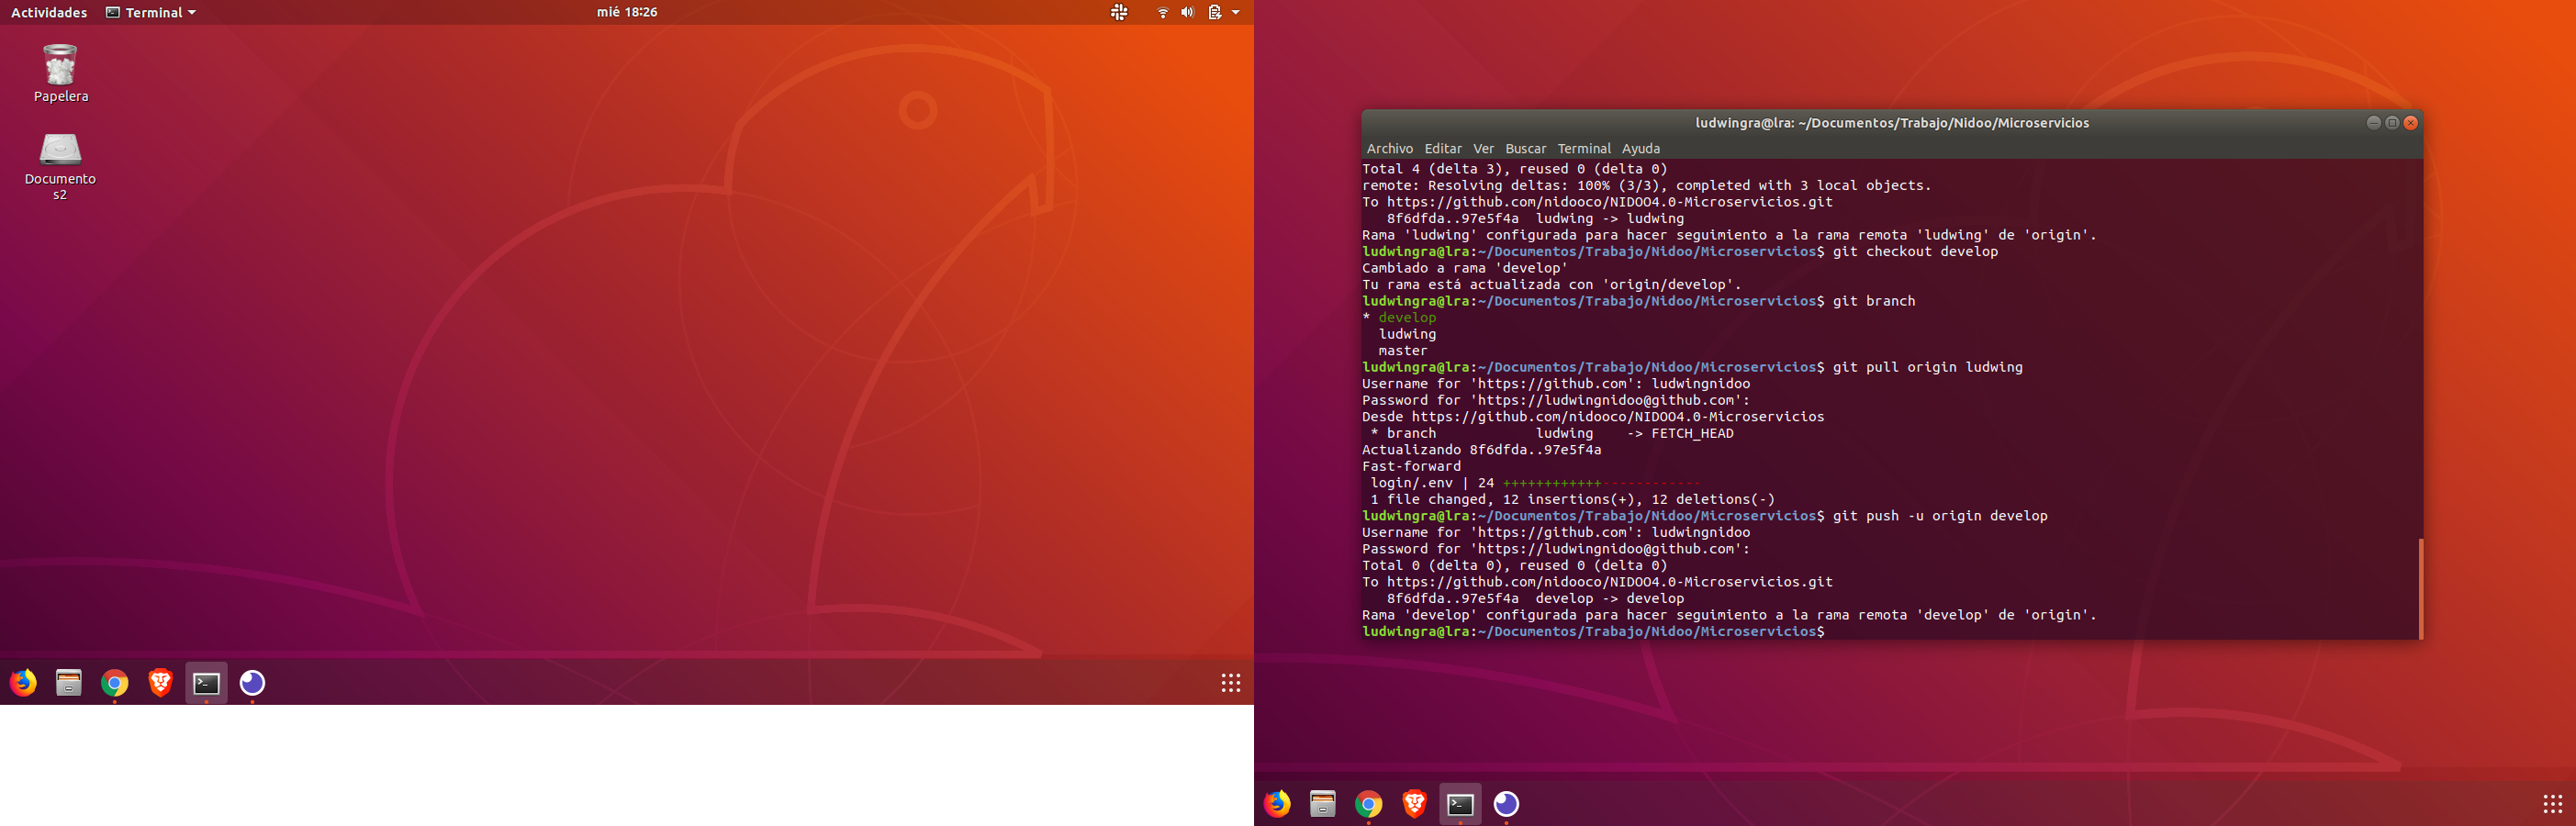 Actividades
Terminal
mié 18:26
Papelera
Documento
s2
ludwingra@lra: ~/Documentos/Trabajo/Nidoo/Microservicios
Archivo Editar Ver Buscar Terminal Ayuda
Total 4 (delta 3), reused 0 (delta 0)
remote: Resolving deltas: 100% (3/3), completed with 3 local objects.
To https://github.com/nidooco/NIDOO4.0-Microservicios.git
   8f6dfda..97e5f4a  ludwing -> ludwing
Rama 'ludwing' configurada para hacer seguimiento a la rama remota 'ludwing' de 'origin'.
ludwingra@lra:~/Documentos/Trabajo/Nidoo/Microservicios$ git checkout develop
Cambiado a rama 'develop'
Tu rama está actualizada con 'origin/develop'.
ludwingra@lra:~/Documentos/Trabajo/Nidoo/Microservicios$ git branch
* develop
  ludwing
  master
ludwingra@lra:~/Documentos/Trabajo/Nidoo/Microservicios$ git pull origin ludwing
Username for 'https://github.com': ludwingnidoo
Password for 'https://ludwingnidoo@github.com':
Desde https://github.com/nidooco/NIDOO4.0-Microservicios
 * branch            ludwing    -> FETCH_HEAD
Actualizando 8f6dfda..97e5f4a
Fast-forward
 login/.env | 24 ++++++++++++------------
 1 file changed, 12 insertions(+), 12 deletions(-)
ludwingra@lra:~/Documentos/Trabajo/Nidoo/Microservicios$ git push -u origin develop
Username for 'https://github.com': ludwingnidoo
Password for 'https://ludwingnidoo@github.com':
Total 0 (delta 0), reused 0 (delta 0)
To https://github.com/nidooco/NIDOO4.0-Microservicios.git
   8f6dfda..97e5f4a  develop -> develop
Rama 'develop' configurada para hacer seguimiento a la rama remota 'develop' de 'origin'.
ludwingra@lra:~/Documentos/Trabajo/Nidoo/Microservicios$